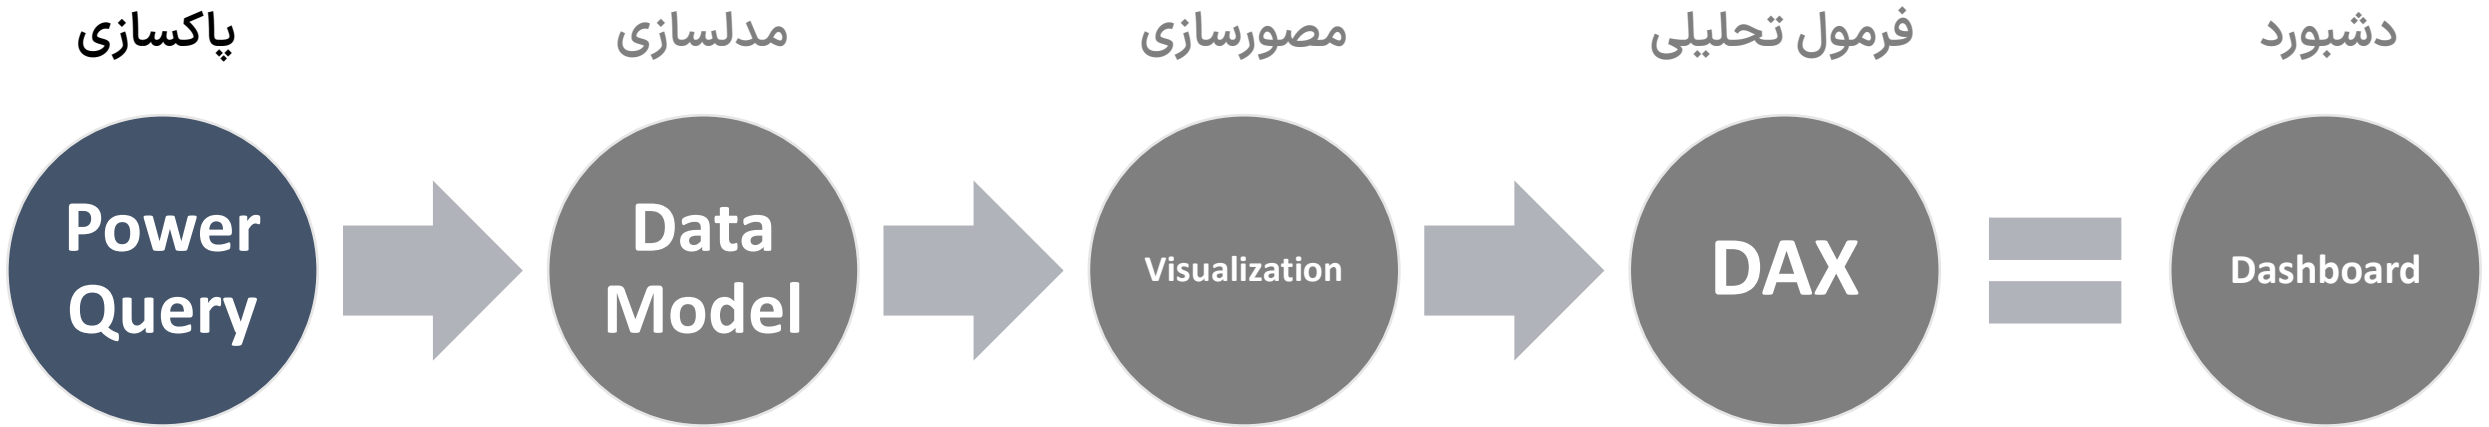 پاکسازی
مدلسازی
مصورسازی
فرمول تحلیلی
دشبورد
Power
Query
Data
Model
Visualization
DAX
Dashboard